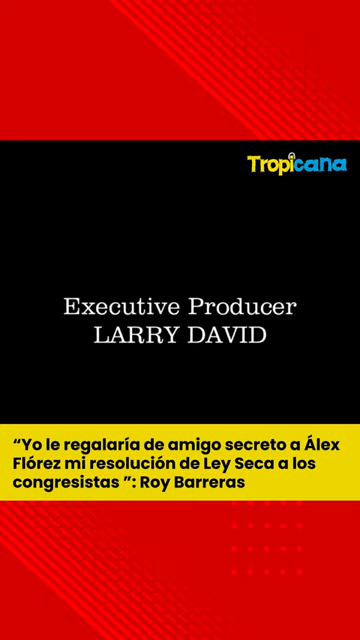 Tropicana
Executive Producer
LARRY DAVID
“Yo le regalaría de amigo secreto a Álex
Flórez mi resolución de Ley Seca a los
congresistas ”: Roy Barreras